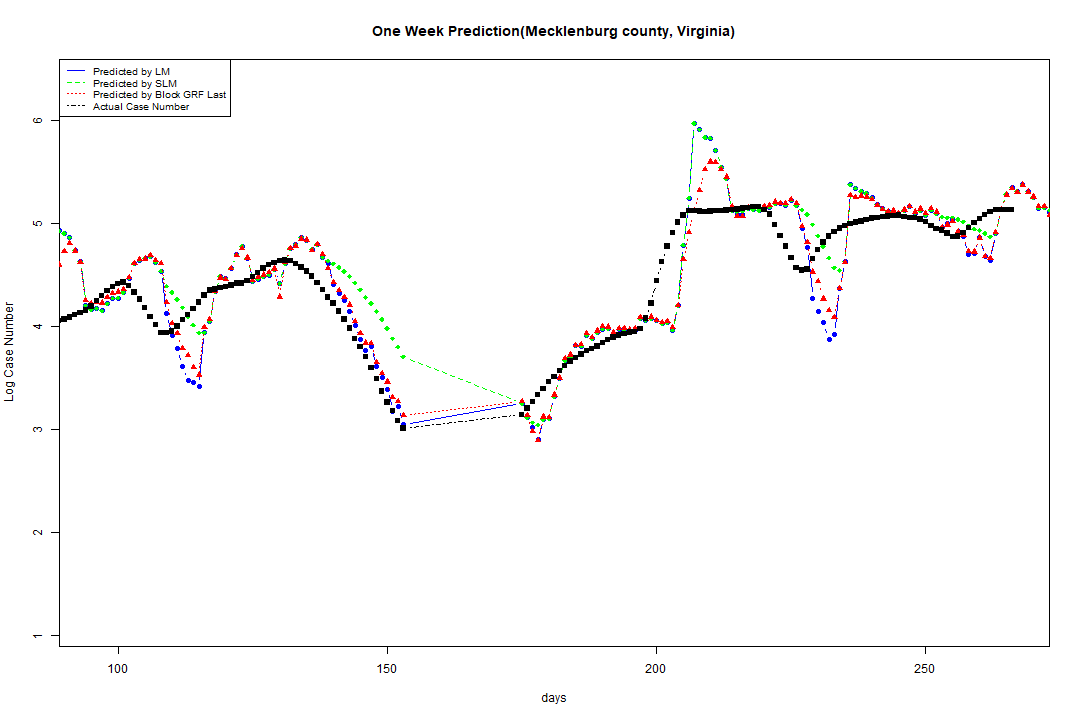 One Week Prediction(Mecklenburg county, Virginia)
Predicted by LM
Predicted by SLM
Predicted by Block GRF Last
Actual Case Number
6
5
4
3
2
1
Log Case Number
100 150 200 250
days